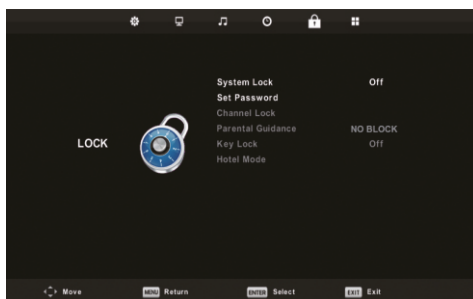 System Lock Off
Set Password
Channel Lock
Parental Guidance NO BLOCK
LOCK
Key Lock Off
Hotel Mode
Move MENU Return ENTER Select EXIT Exit